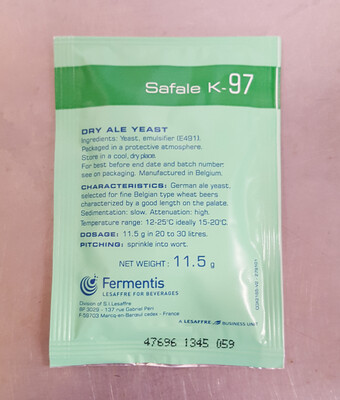 Safale K-97
DRY ALE YEAST
Ingredients: Yeast, emulsifier (E491).
Packaged in a protective atmosphere.
Store in a cool, dry place.
For best before end date and batch number:
see on packaging. Manufactured in Belgium.
CHARACTERISTICS: German ale yeast,
selected for fine Belgian type wheat beers
characterized by a good length on the palate.
Sedimentation: slow. Attenuation: high.
Temperature range: 12-25°C ideally 15-20°C.
DOSAGE: 11.5 g in 20 to 30 litres.
PITCHING: sprinkle into wort.
NET WEIGHT: 11.5 g
Fermentis
LESAFFRE FOR BEVERAGES
Division of S.I.Lesaffre
BP 3029 - 137 rue Gabriel Péri
F-59703 Marcq-en-Barœul cedex - France
A LESAFFRE BUSINESS UNIT
47696 1345 059